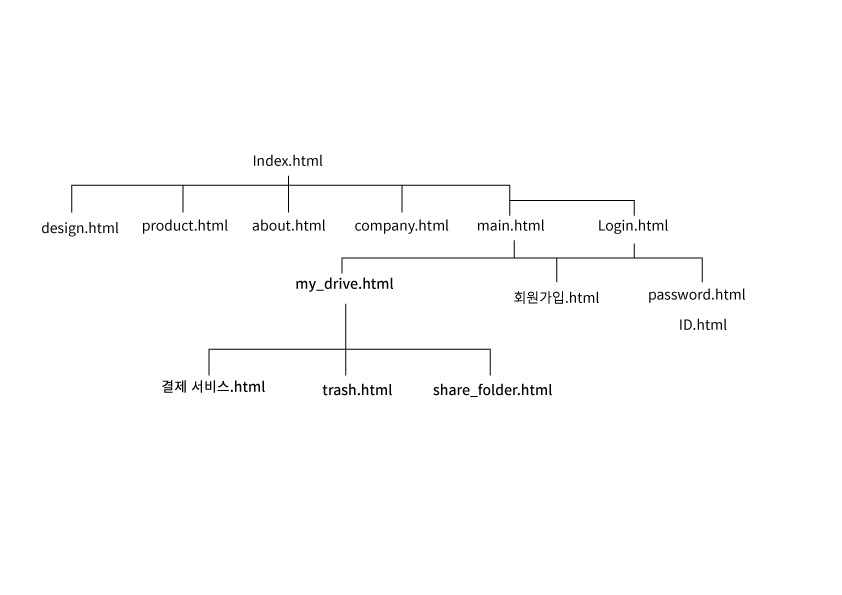 Index.html
design.html
product.html
about.html
company.html
main.html
Login.html
my_drive.html
회원가입.html
password.html
ID.html
결제 서비스.html
trash.html
share_folder.html